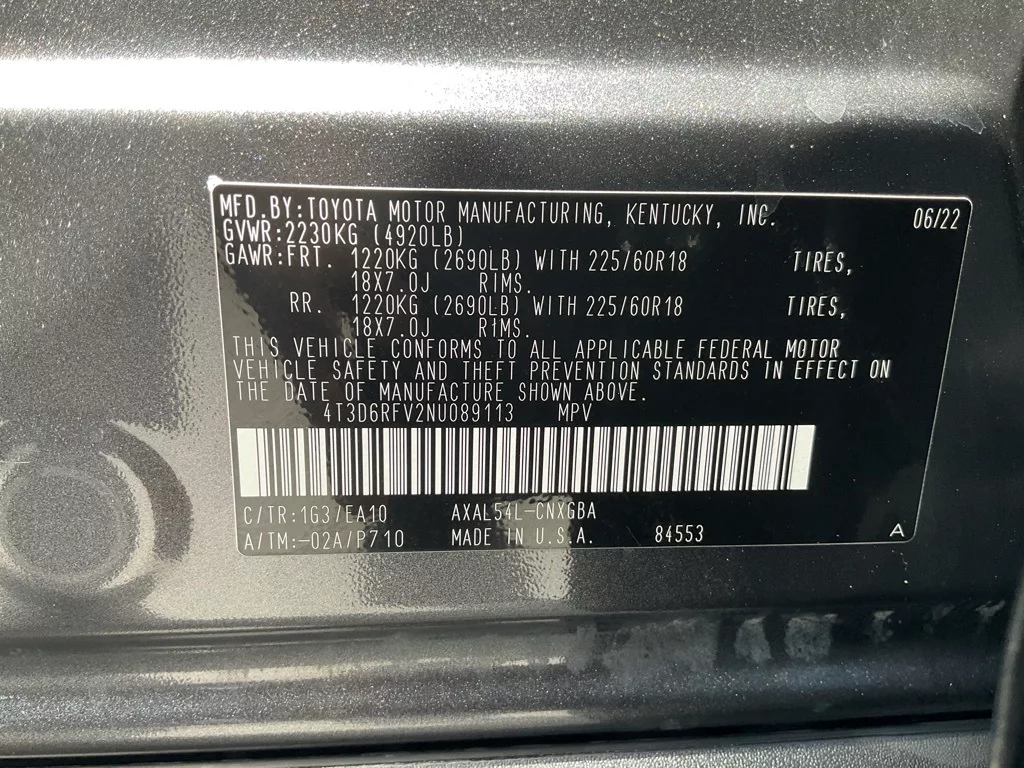 MFD.BY:TOYOTA MOTOR MANUFACTURING, KENTUCKY, INC. 06/22
GVWR:2230KG (4920LB)
GAWR:FRT. 1220KG (2690LB) WITH 225/60R18 TIRES,
18X7.0J RIMS.
RR. 1220KG (2690LB) WITH 225/60R18 TIRES,
18X7.0J RIMS.
THIS VEHICLE CONFORMS TO ALL APPLICABLE FEDERAL MOTOR
VEHICLE SAFETY AND THEFT PREVENTION STANDARDS IN EFFECT ON
THE DATE OF MANUFACTURE SHOWN ABOVE.
4T3D6RFV2NU089113 MPV
C/TR:1G3/EA10 AXAL54L-CNXGBA
A/TM:-02A/P710 MADE IN U.S.A. 84553 A